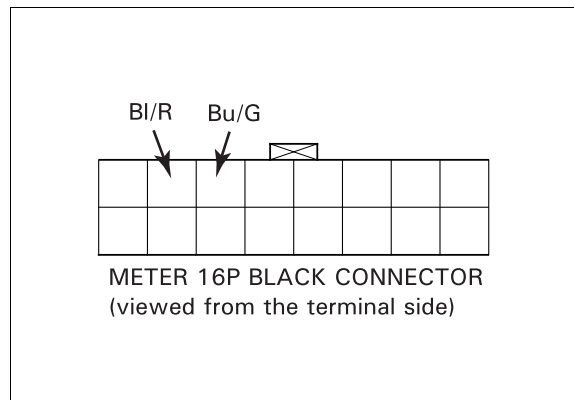 Bl/R Bu/G
METER 16P BLACK CONNECTOR
(viewed from the terminal side)